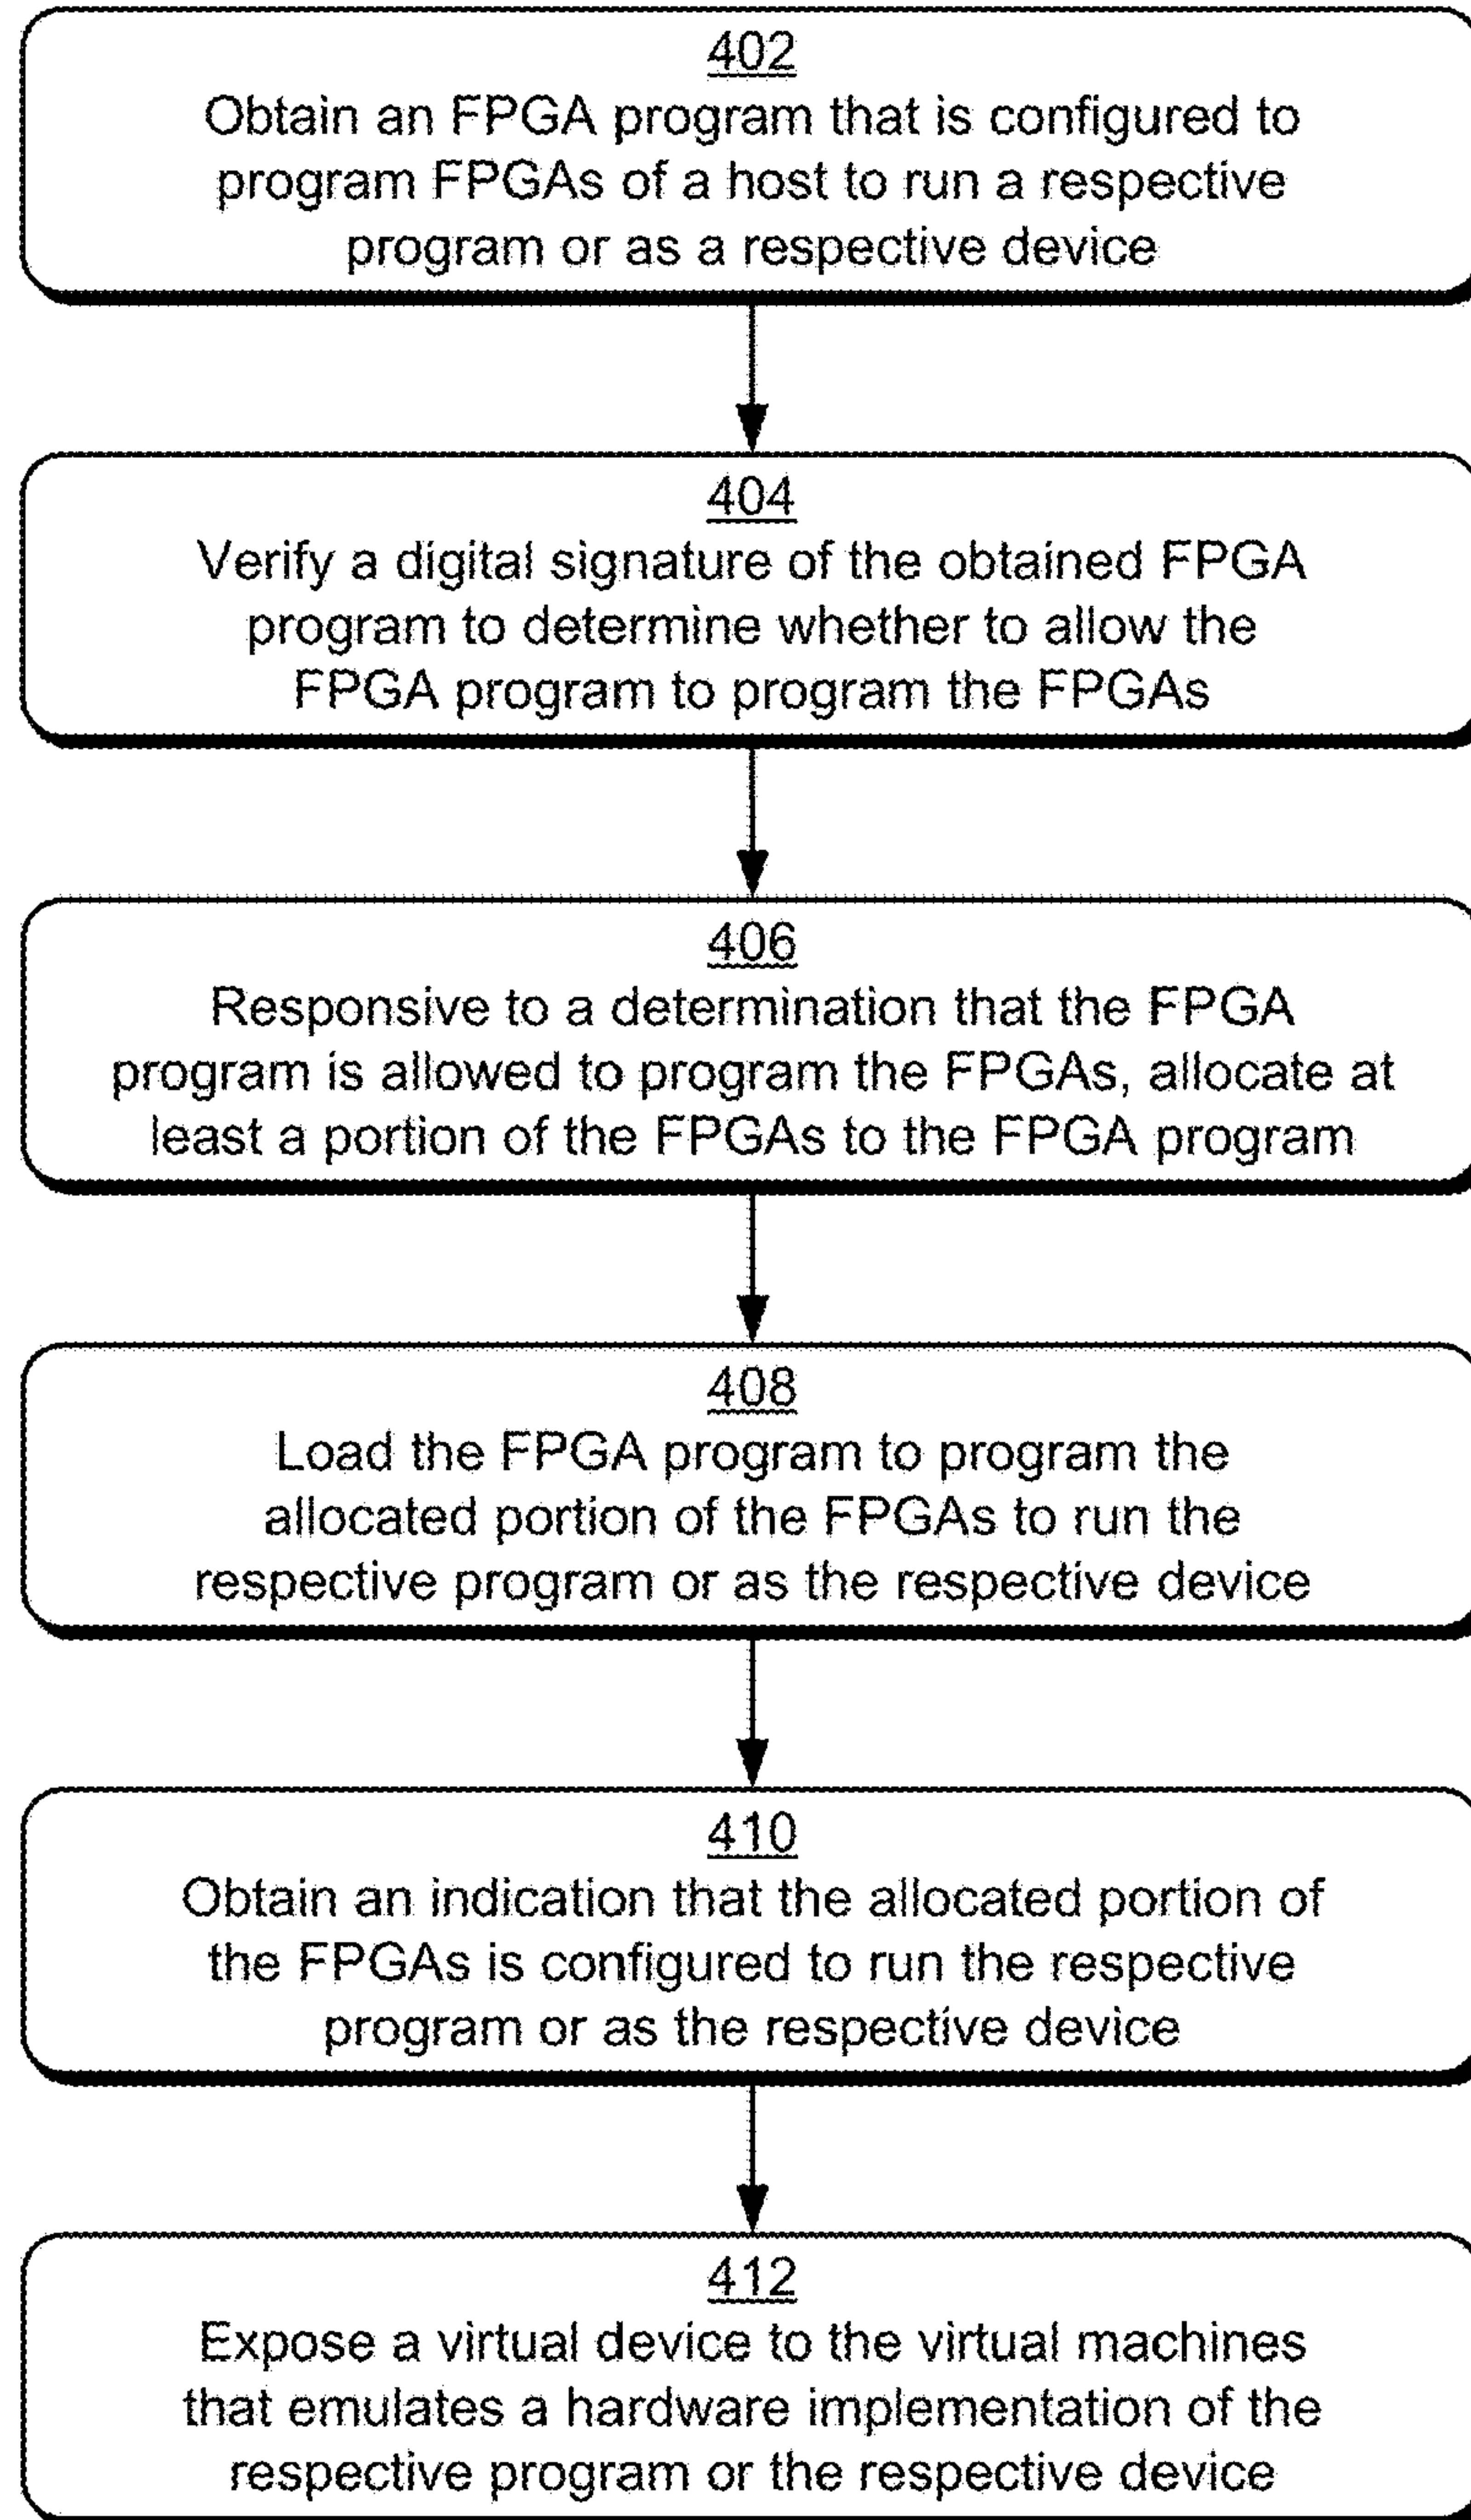 402
Obtain an FPGA program that is configured to
program FPGAs of a host to run a respective
program or as a respective device
404
Verify a digital signature of the obtained FPGA
program to determine whether to allow the
FPGA program to program the FPGAs
406
Responsive to a determination that the FPGA
program is allowed to program the FPGAs, allocate at
least a portion of the FPGAs to the FPGA program
408
Load the FPGA program to program the
allocated portion of the FPGAs to run the
respective program or as the respective device
410
Obtain an indication that the allocated portion of
the FPGAs is configured to run the respective
program or as the respective device
412
Expose a virtual device to the virtual machines
that emulates a hardware implementation of the
respective program or the respective device